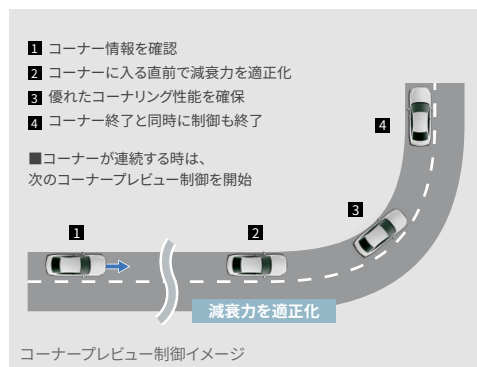 1 コーナー情報を確認
2 コーナーに入る直前で減衰力を適正化
3 優れたコーナリング性能を確保
4 コーナー終了と同時に制御も終了
■コーナーが連続する時は、
次のコーナープレビュー制御を開始
4
3
1
2
減衰力を適正化
コーナープレビュー制御イメージ